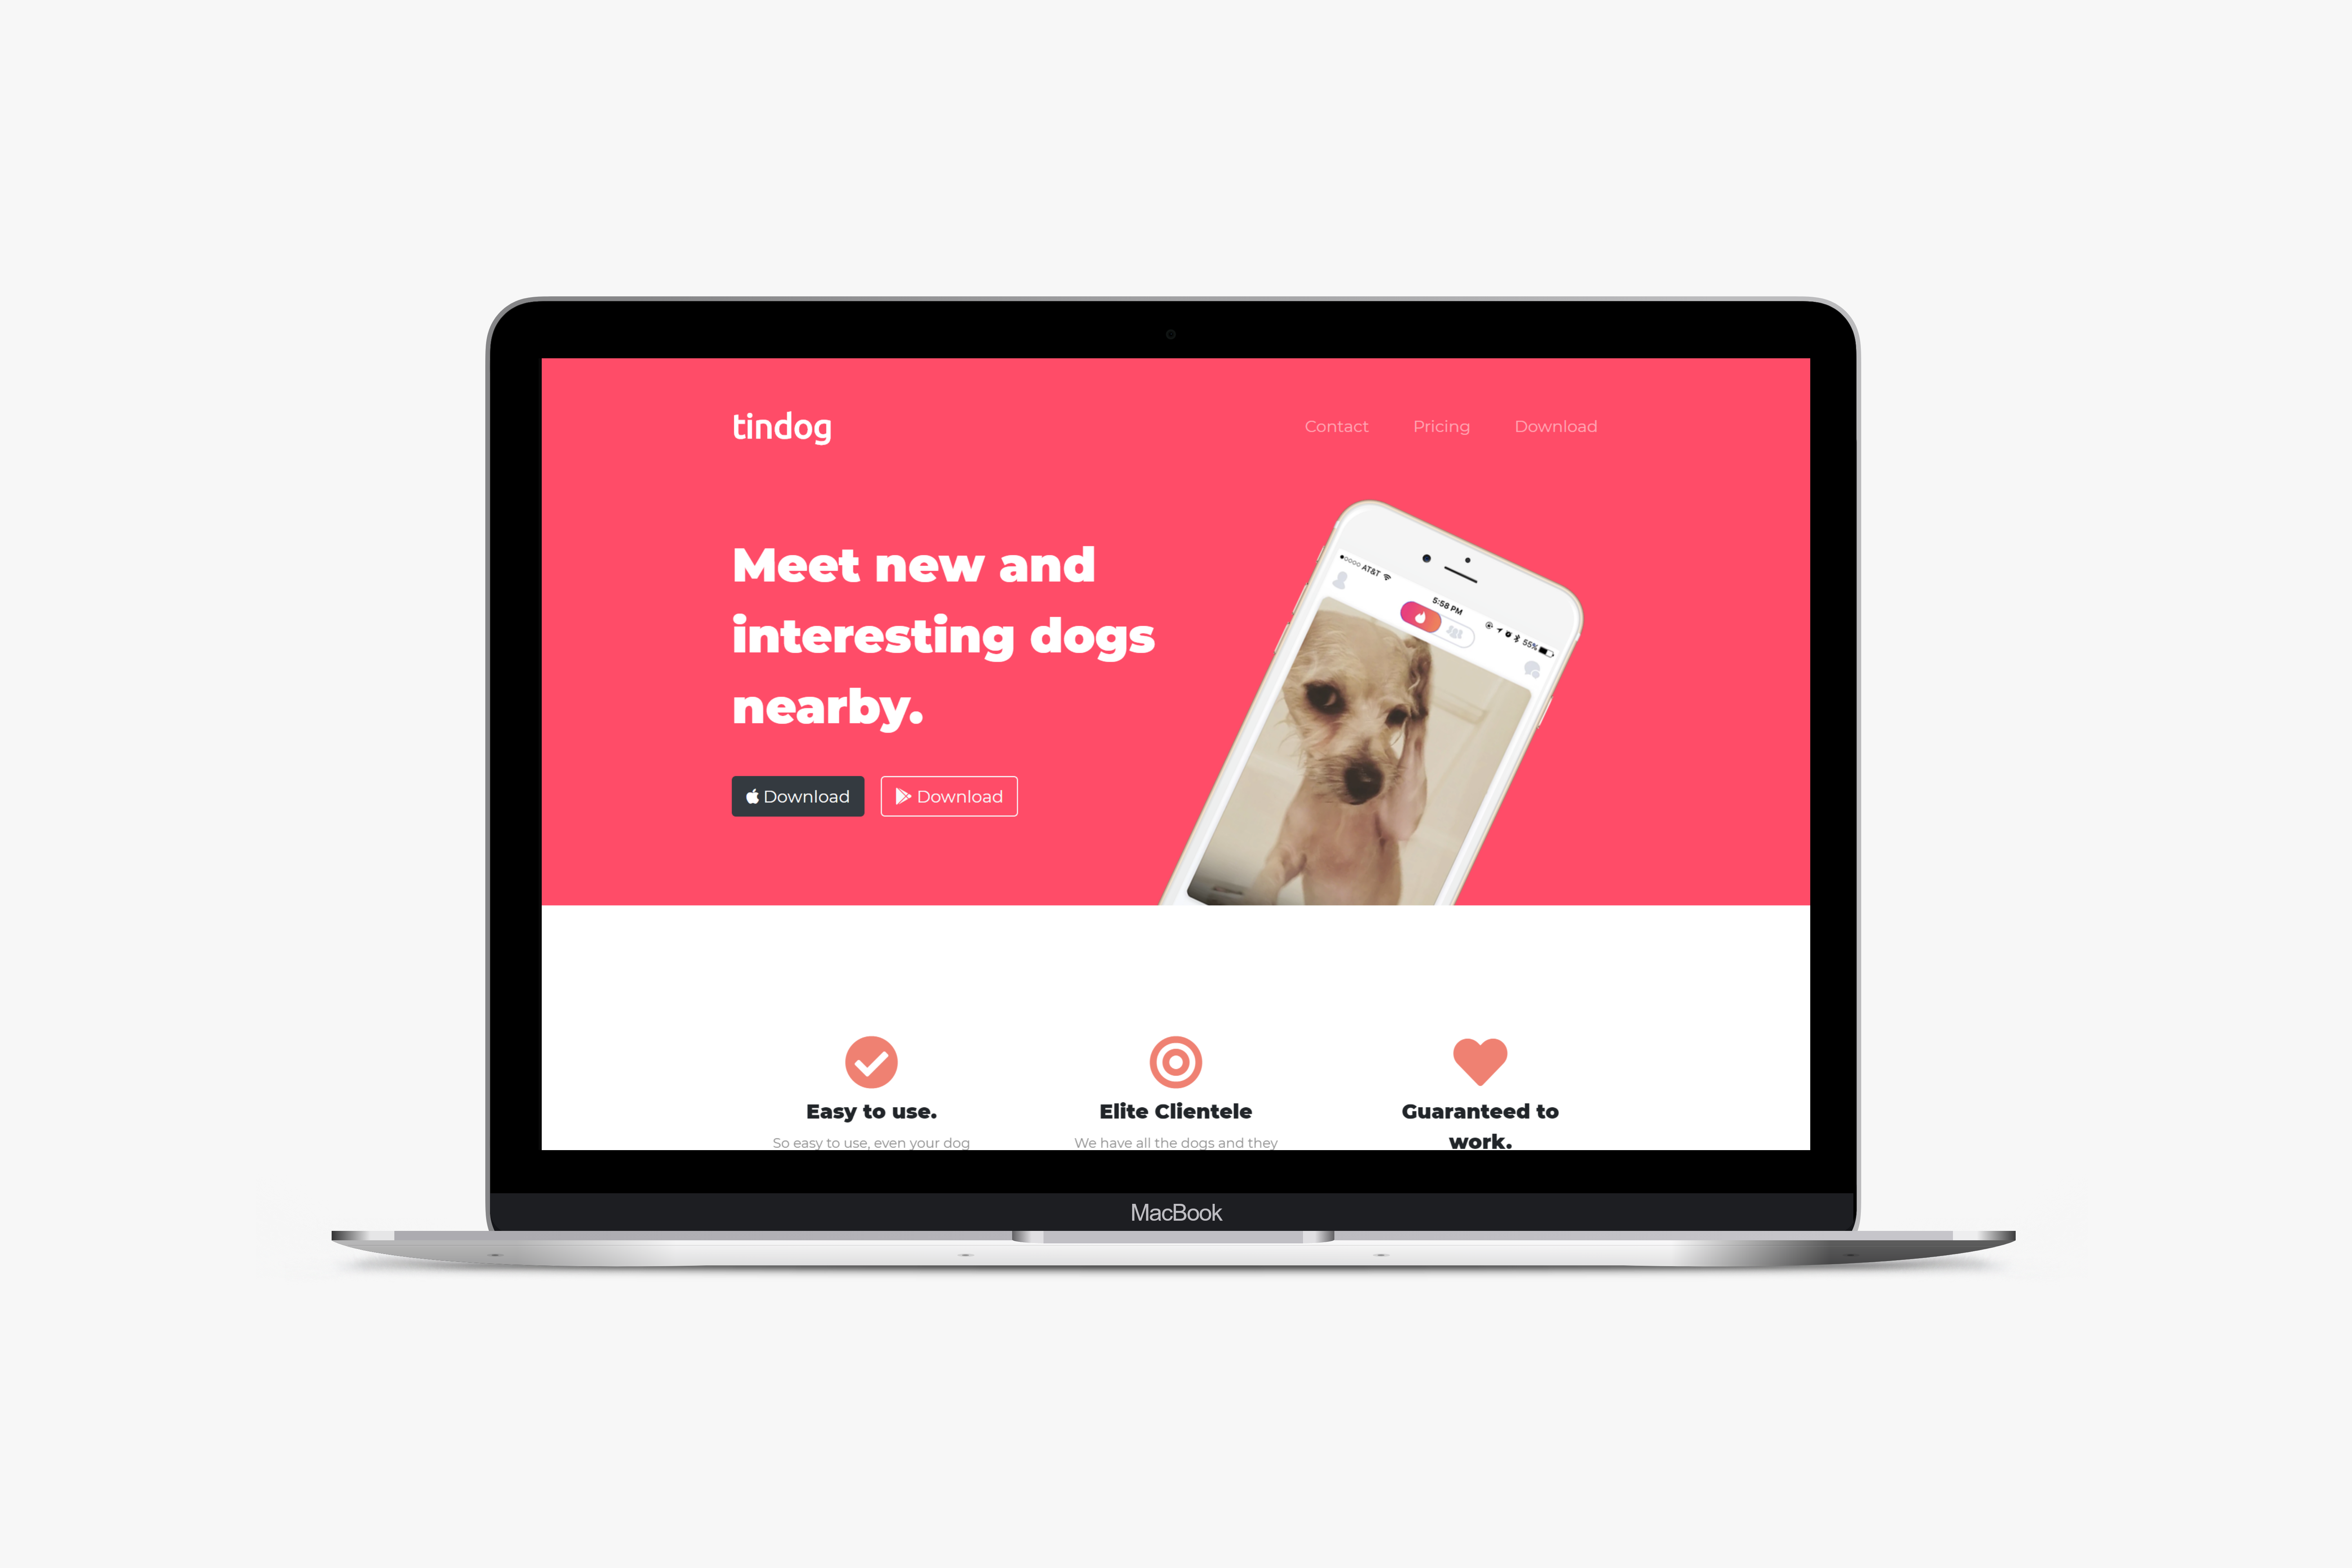 tindog
Contact Pricing Download
Meet new and
interesting dogs
nearby.
Download Download
AT&T
5:58 PM
55%
Easy to use.
Elite Clientele
Guaranteed to
work.
So easy to use, even your dog
We have all the dogs and they
MacBook